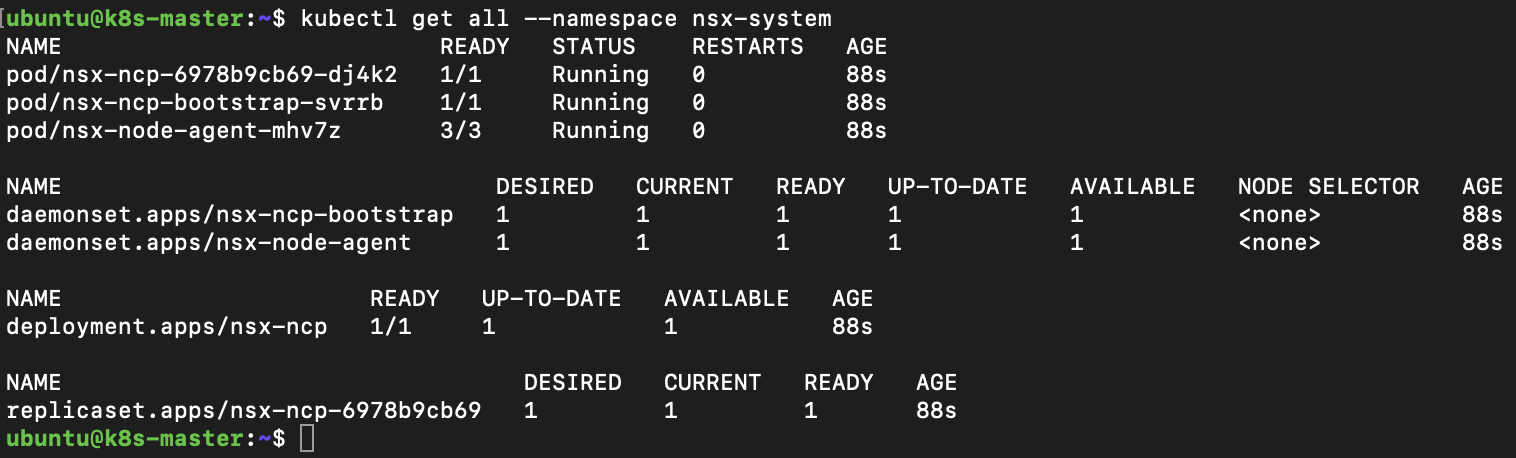 ubuntu@k8s-master:~$ kubectl get all --namespace nsx-system
NAME                               READY   STATUS    RESTARTS   AGE
pod/nsx-ncp-6978b9cb69-dj4k2   1/1     Running   0          88s
pod/nsx-ncp-bootstrap-svrrb    1/1     Running   0          88s
pod/nsx-node-agent-mhv7z       3/3     Running   0          88s

NAME                               DESIRED   CURRENT   READY   UP-TO-DATE   AVAILABLE   NODE SELECTOR   AGE
daemonset.apps/nsx-ncp-bootstrap   1         1         1       1            1           <none>          88s
daemonset.apps/nsx-node-agent      1         1         1       1            1           <none>          88s

NAME                      READY   UP-TO-DATE   AVAILABLE   AGE
deployment.apps/nsx-ncp   1/1     1            1           88s

NAME                                 DESIRED   CURRENT   READY   AGE
replicaset.apps/nsx-ncp-6978b9cb69   1         1         1       88s
ubuntu@k8s-master:~$